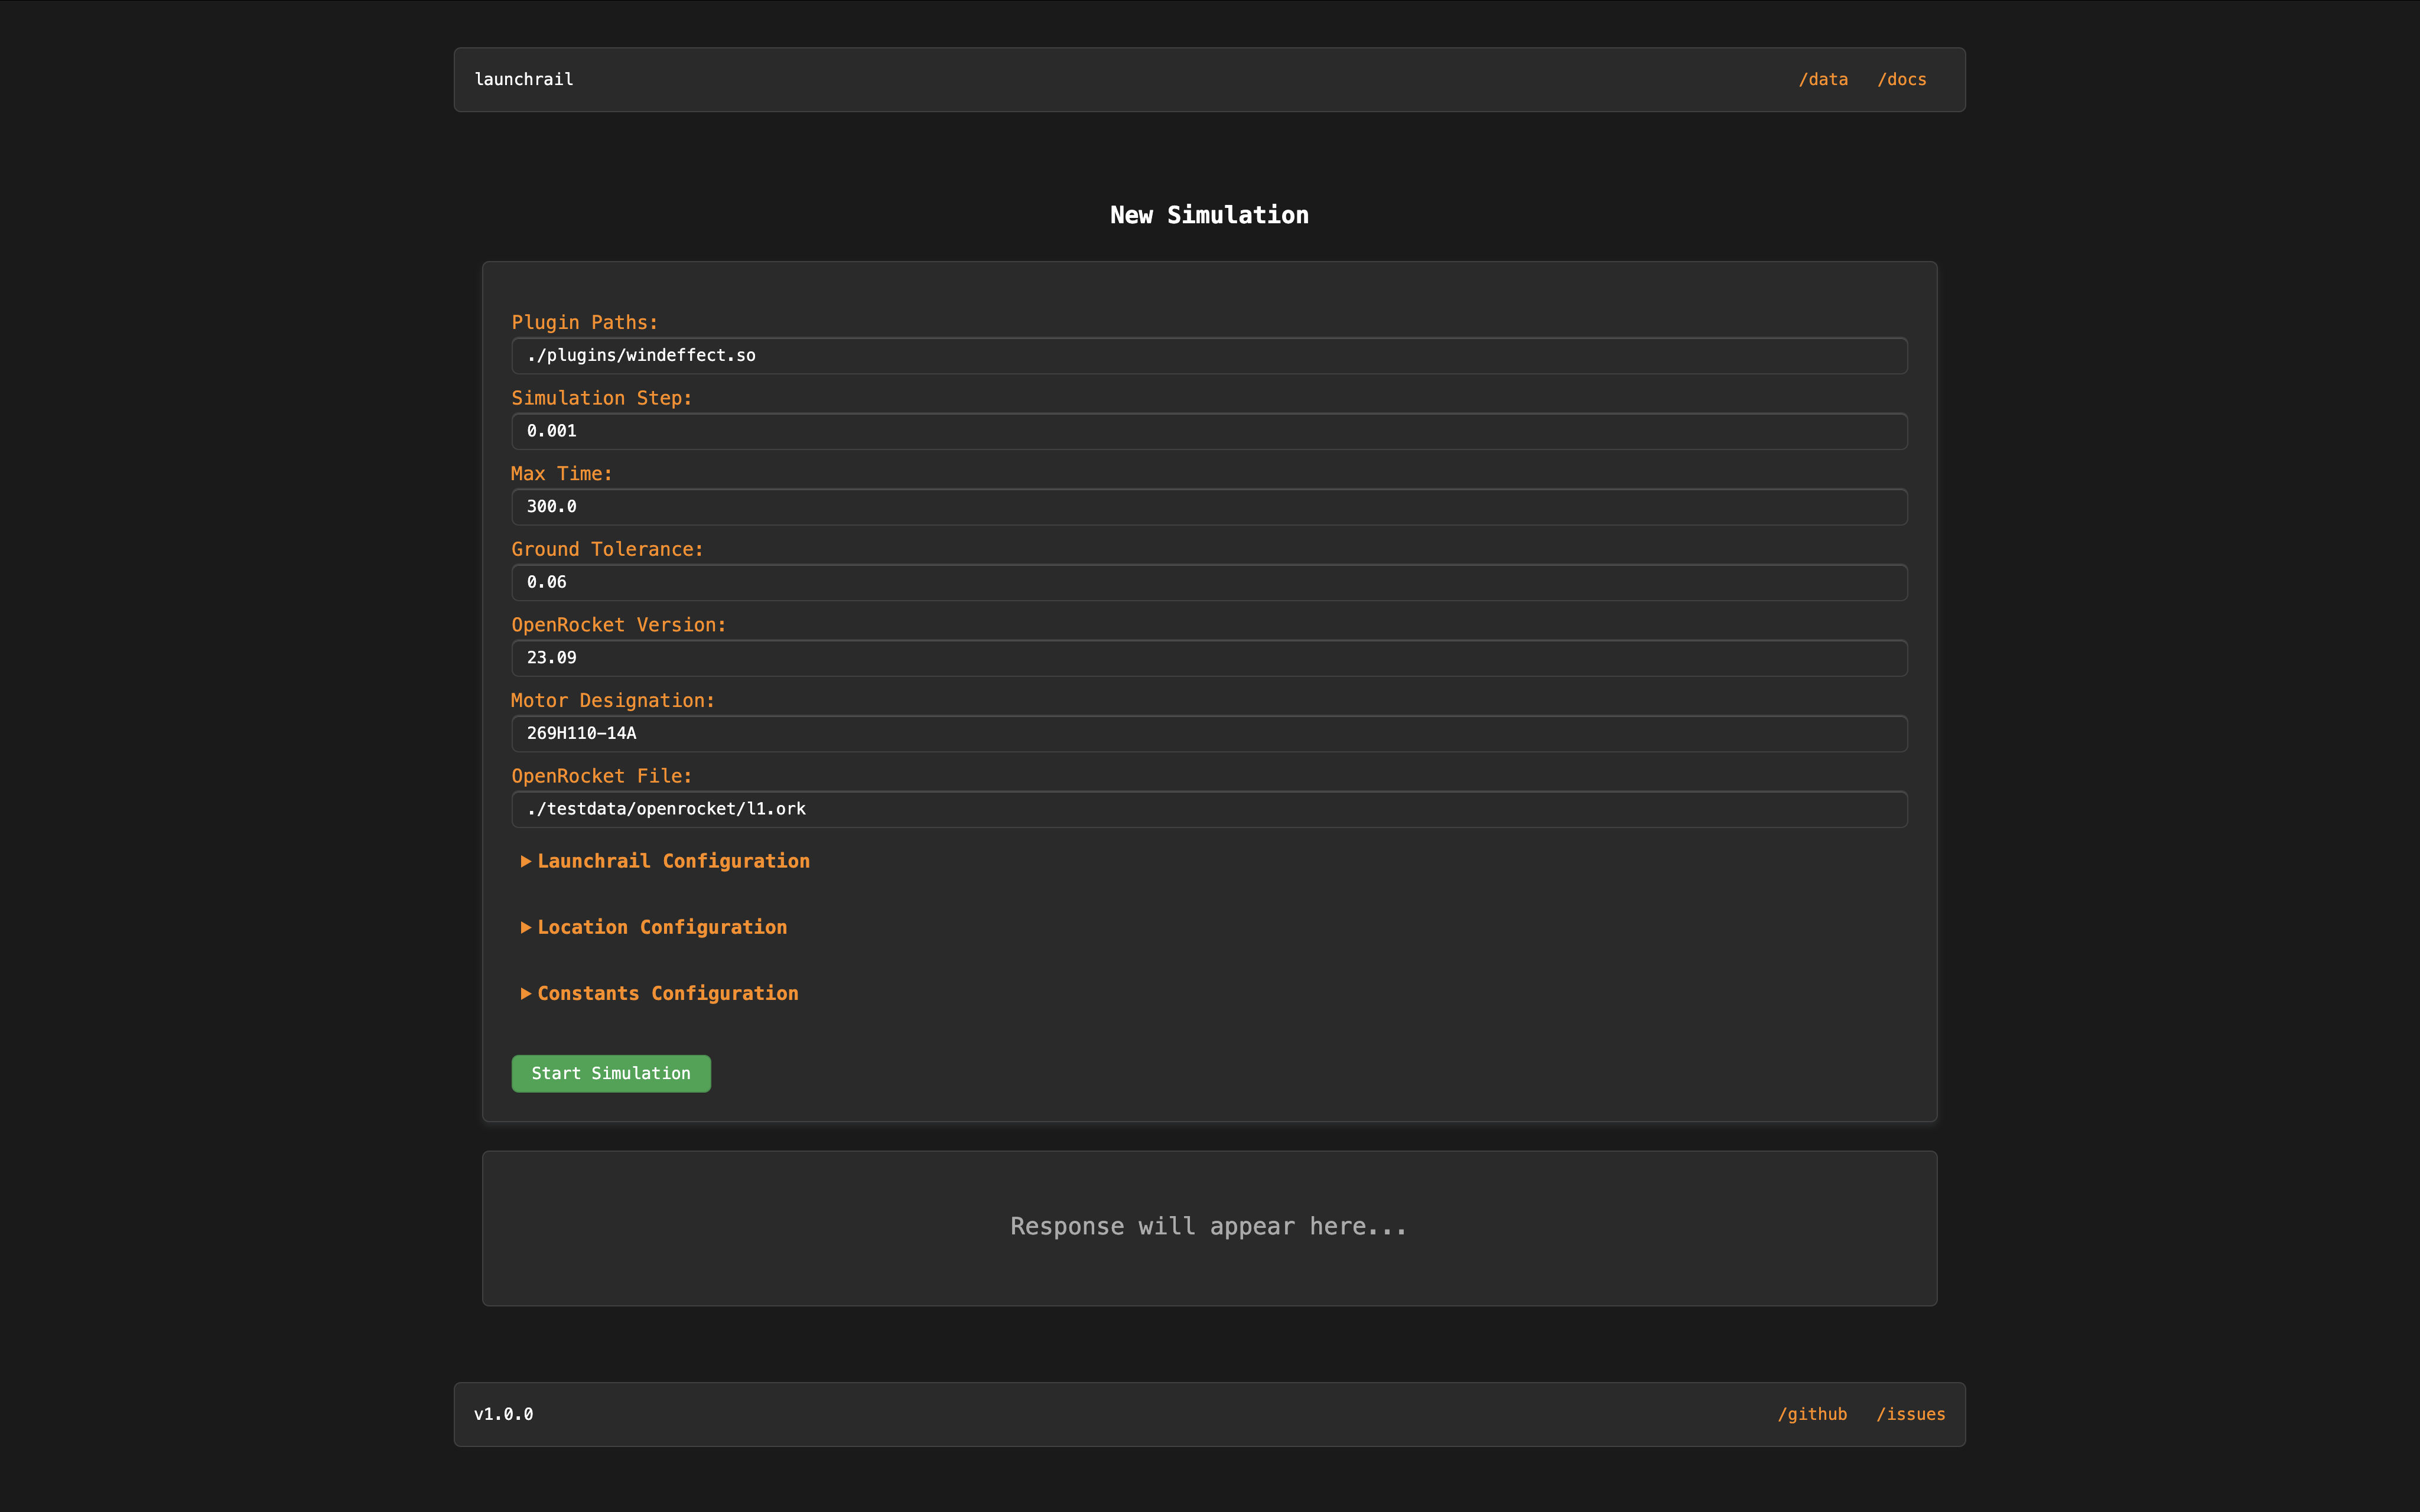 launchrail /data /docs
New Simulation
Plugin Paths:
./plugins/windeffect.so
Simulation Step:
0.001
Max Time:
300.0
Ground Tolerance:
0.06
OpenRocket Version:
23.09
Motor Designation:
269H110-14A
OpenRocket File:
./testdata/openrocket/l1.ork
Launchrail Configuration
Location Configuration
Constants Configuration
Start Simulation
Response will appear here...
v1.0.0 /github /issues